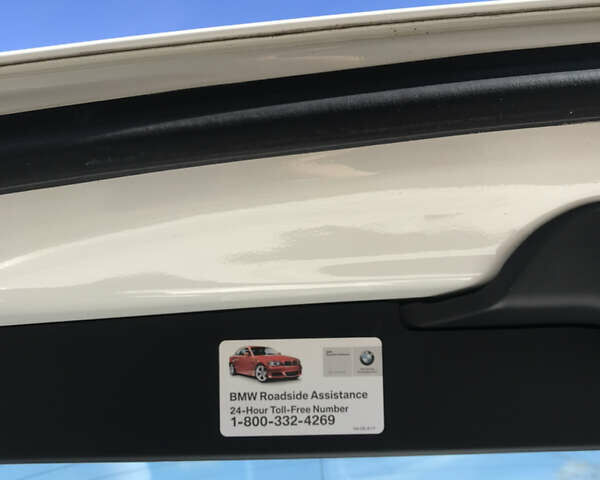 BMW Roadside Assistance
24-Hour Toll-Free Number
1-800-332-4269